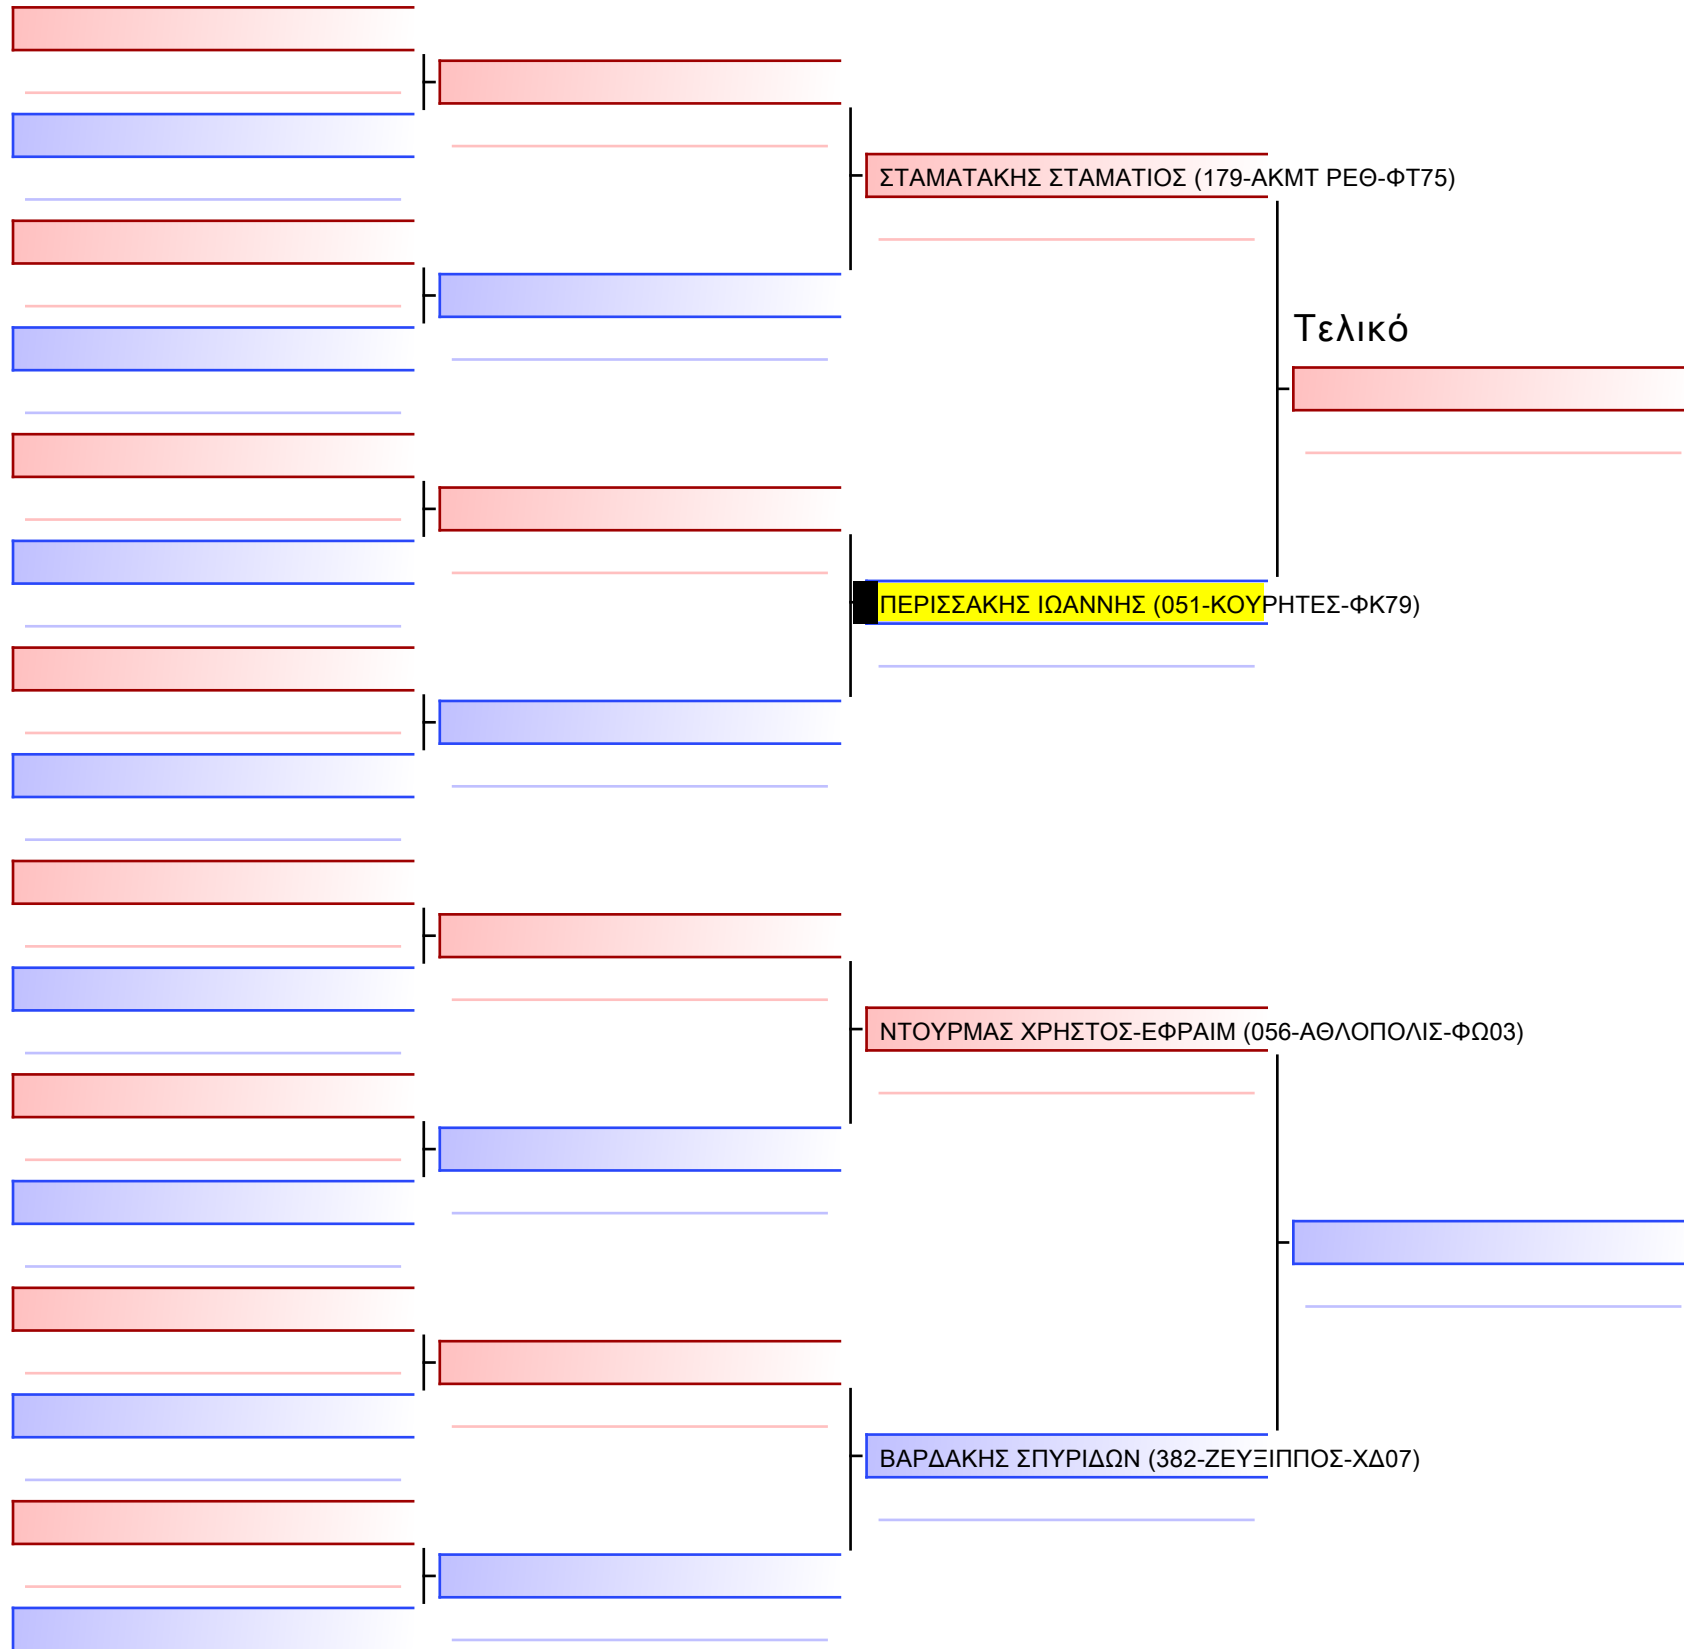 ΣΤΑΜΑΤΑΚΗΣ ΣΤΑΜΑΤΙΟΣ (179-ΑΚΜΤ ΡΕΘ-ΦΤ75)
Τελικό
ΠΕΡΙΣΣΑΚΗΣ ΙΩΑΝΝΗΣ (051-ΚΟΥΡΗΤΕΣ-ΦΚ79)
ΝΤΟΥΡΜΑΣ ΧΡΗΣΤΟΣ-ΕΦΡΑΙΜ (056-ΑΘΛΟΠΟΛΙΣ-ΦΩ03)
ΒΑΡΔΑΚΗΣ ΣΠΥΡΙΔΩΝ (382-ΖΕΥΞΙΠΠΟΣ-ΧΔ07)